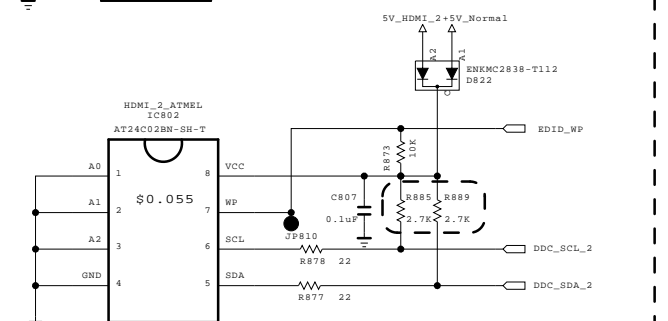 5V_HDMI_2+5V_Normal
A2
A1
ENKMC2838-T112
D822
C
HDMI_2_ATMEL
IC802
AT24C02BN-SH-T
EDID_WP
R873
10K
A0
1
8
VCC
$0.055
C807
R885
R889
A1
2
7
WP
0.1uF
2.7K
2.7K
JP810
A2
3
6
SCL
DDC_SCL_2
R878
22
GND
4
5
SDA
DDC_SDA_2
R877
22